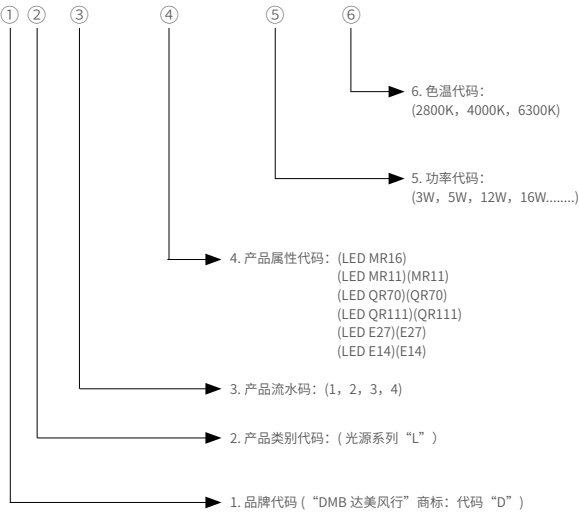 ① ② ③ ④ ⑤ ⑥
6. 色温代码：
(2800K，4000K，6300K)
5. 功率代码：
(3W，5W，12W，16W........)
4. 产品属性代码：(LED MR16)
(LED MR11)(MR11)
(LED QR70)(QR70)
(LED QR111)(QR111)
(LED E27)(E27)
(LED E14)(E14)
3. 产品流水码：(1，2，3，4)
2. 产品类别代码：( 光源系列“L”）
1. 品牌代码 (“DMB 达美风行”商标：代码“D”)